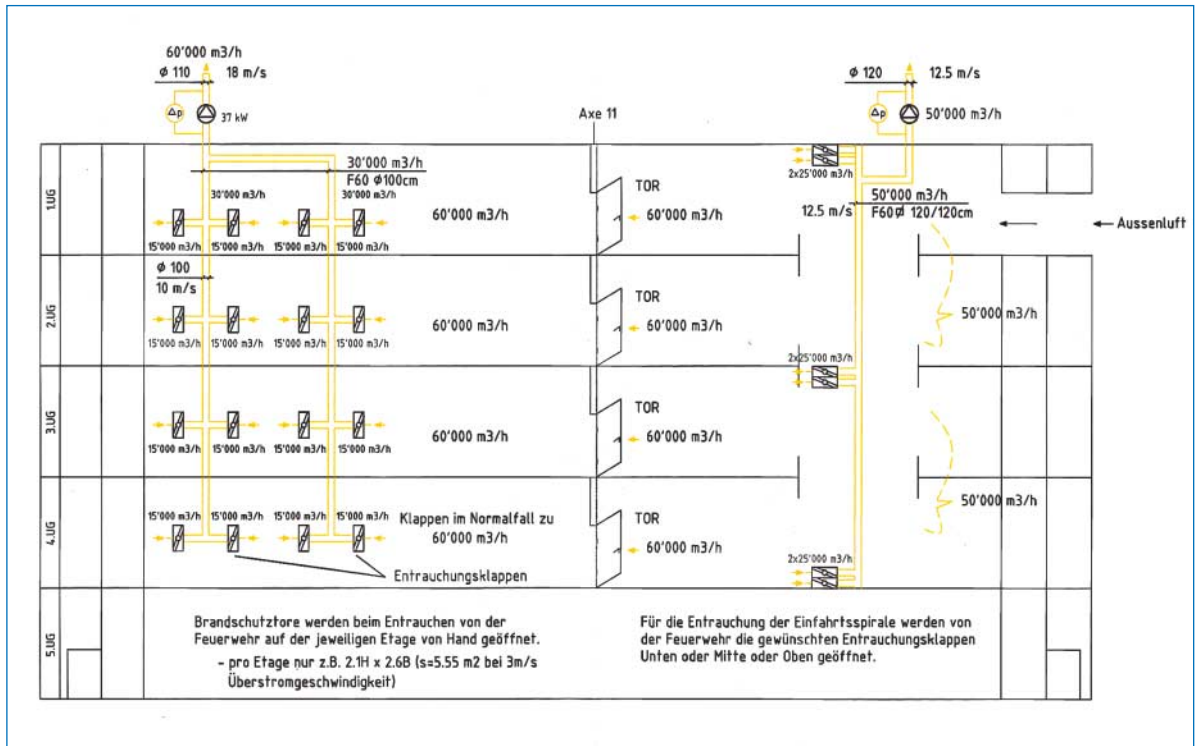 60'000 m3/h
ø 110 18 m/s
Δp
37 kW
ø 120 12.5 m/s
Δp
50'000 m3/h
Axe 11
1.UG
30'000 m3/h
F60 ø100cm
30'000 m3/h 30'000 m3/h
15'000 m3/h 15'000 m3/h 15'000 m3/h 15'000 m3/h
60'000 m3/h
TOR
60'000 m3/h
2x25'000 m3/h
50'000 m3/h
12.5 m/s F60ø 120/120cm
Aussenluft
2.UG
ø 100
10 m/s
15'000 m3/h 15'000 m3/h 15'000 m3/h 15'000 m3/h
60'000 m3/h
TOR
60'000 m3/h
50'000 m3/h
2x25'000 m3/h
3.UG
15'000 m3/h 15'000 m3/h 15'000 m3/h 15'000 m3/h
60'000 m3/h
TOR
60'000 m3/h
50'000 m3/h
4.UG
15'000 m3/h 15'000 m3/h 15'000 m3/h 15'000 m3/h
Klappen im Normalfall zu
60'000 m3/h
TOR
60'000 m3/h
2x25'000 m3/h
Entrauchungsklappen
5.UG
Brandschutztore werden beim Entrauchen von der
Feuerwehr auf der jeweiligen Etage von Hand geöffnet.
- pro Etage nur z.B. 2.1H x 2.6B (s=5.55 m2 bei 3m/s
Überstromgeschwindigkeit)
Für die Entrauchung der Einfahrtsspirale werden von
der Feuerwehr die gewünschten Entrauchungsklappen
Unten oder Mitte oder Oben geöffnet.